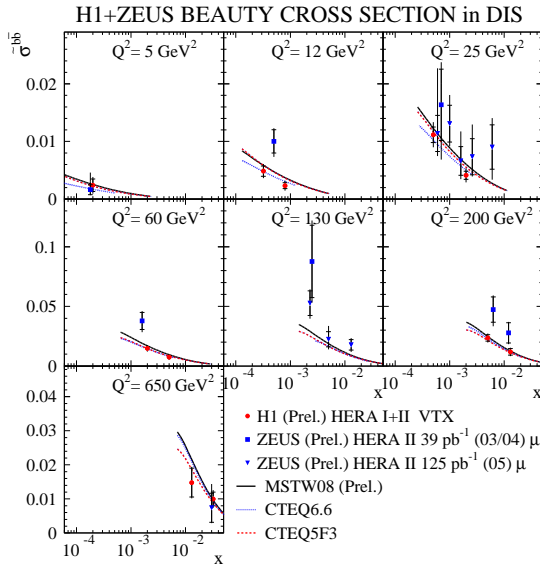 H1+ZEUS BEAUTY CROSS SECTION in DIS
σ̃^bb̄
Q² = 5 GeV²
Q² = 12 GeV²
Q² = 25 GeV²
0.02
0.01
0
Q² = 60 GeV²
Q² = 130 GeV²
Q² = 200 GeV²
0.1
0.05
0
10⁻⁴ 10⁻³ 10⁻² x
10⁻⁴ 10⁻³ 10⁻² x
Q² = 650 GeV²
0.04
0.03
0.02
0.01
0
10⁻⁴ 10⁻³ 10⁻² x
H1 (Prel.) HERA I+II VTX
ZEUS (Prel.) HERA II 39 pb⁻¹ (03/04) μ
ZEUS (Prel.) HERA II 125 pb⁻¹ (05) μ
MSTW08 (Prel.)
CTEQ6.6
CTEQ5F3